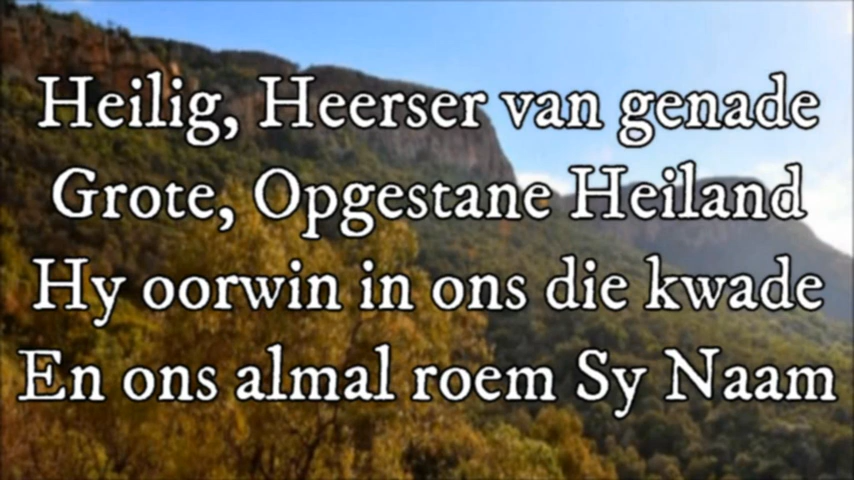 Heilig, Heerser van genade
Grote, Opgestane Heiland
Hy oorwin in ons die kwade
En ons almal roem Sy Naam